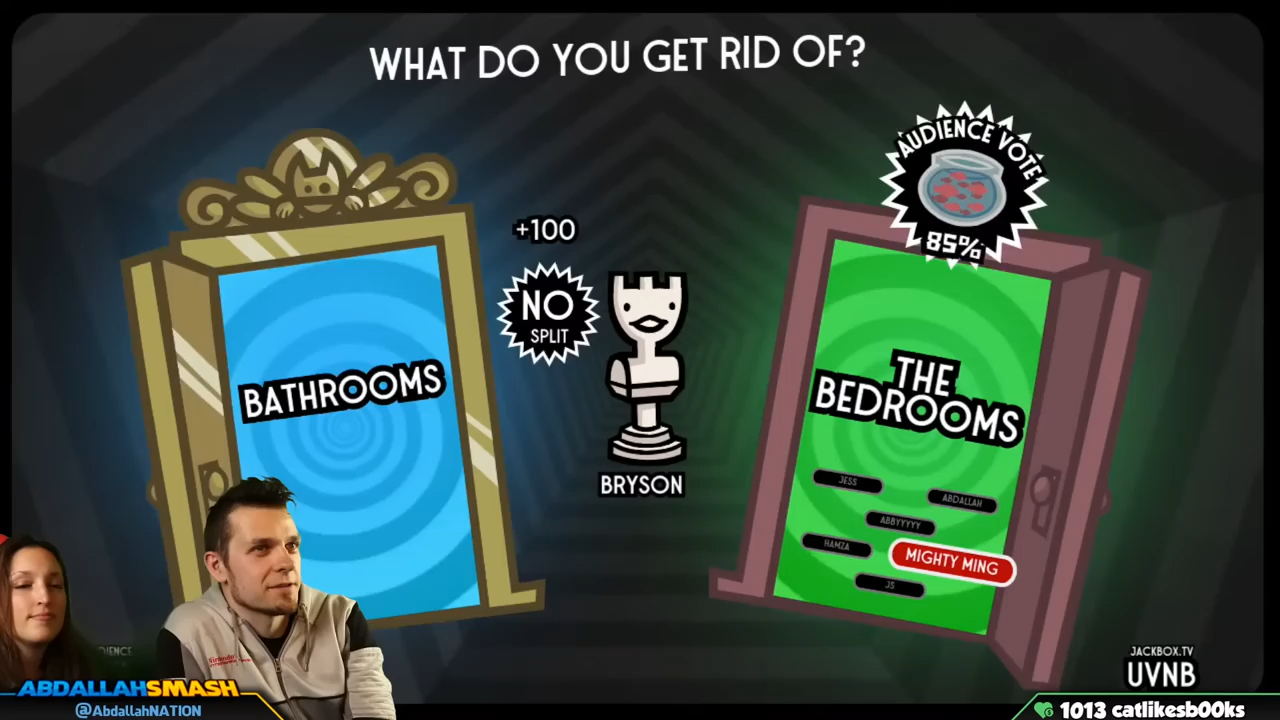 WHAT DO YOU GET RID OF?
AUDIENCE VOTE
85%
+100
NO
SPLIT
BATHROOMS
THE
BEDROOMS
BRYSON
JESS
ABDALLAH
ABBYYYYY
HAMZA
MIGHTY MING
JS
JACKBOX.TV
UVNB
ABDALLAHSMASH
@AbdallahNATION
1013 catlikesb00ks